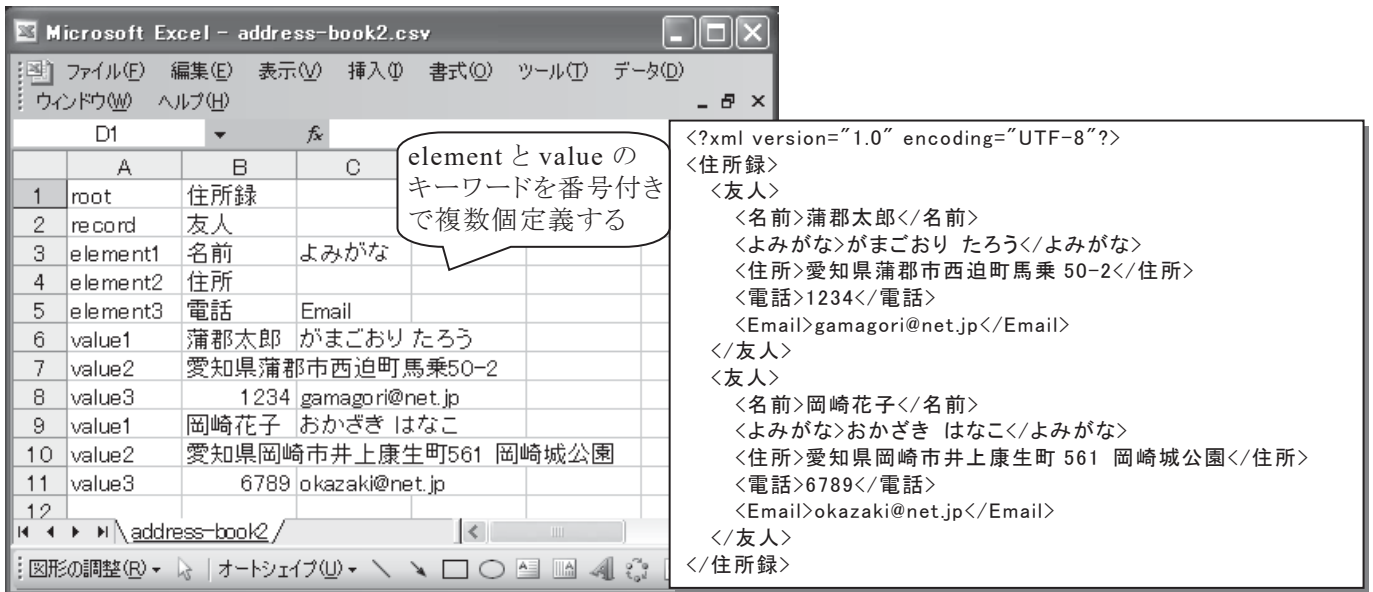 Microsoft Excel - address-book2.csv
ファイル(F) 編集(E) 表示(V) 挿入(I) 書式(O) ツール(T) データ(D)
ウィンドウ(W) ヘルプ(H)
D1 fx
A B C
1 root 住所録
2 record 友人
3 element1 名前 よみがな
4 element2 住所
5 element3 電話 Email
6 value1 蒲郡太郎 がまごおり たろう
7 value2 愛知県蒲郡市西迫町馬乗50-2
8 value3 1234 gamagori@net.jp
9 value1 岡崎花子 おかざき はなこ
10 value2 愛知県岡崎市井上康生町561 岡崎城公園
11 value3 6789 okazaki@net.jp
12
address-book2
図形の調整(R) オートシェイプ(U)
element と value の
キーワードを番号付き
で複数個定義する
<?xml version="1.0" encoding="UTF-8"?>
<住所録>
<友人>
<名前>蒲郡太郎</名前>
<よみがな>がまごおり たろう</よみがな>
<住所>愛知県蒲郡市西迫町馬乗 50-2</住所>
<電話>1234</電話>
<Email>gamagori@net.jp</Email>
</友人>
<友人>
<名前>岡崎花子</名前>
<よみがな>おかざき はなこ</よみがな>
<住所>愛知県岡崎市井上康生町 561 岡崎城公園</住所>
<電話>6789</電話>
<Email>okazaki@net.jp</Email>
</友人>
</住所録>